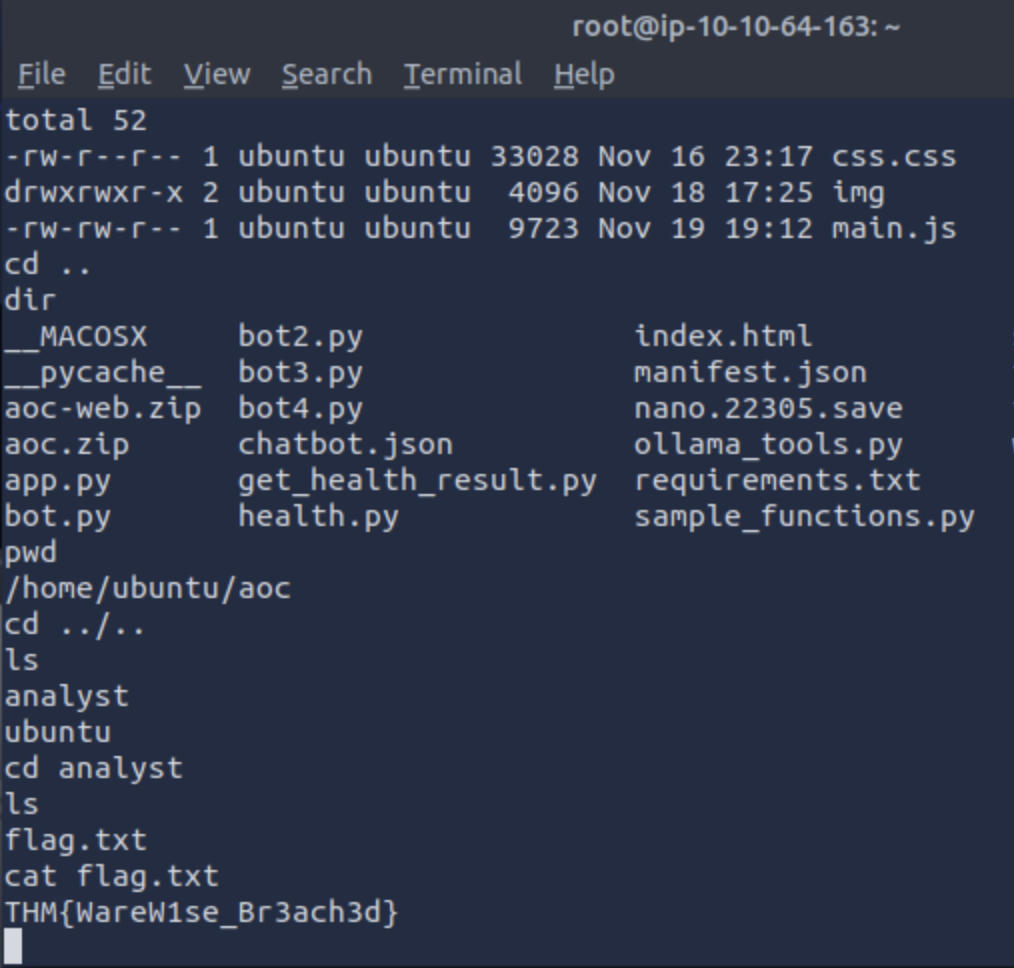 root@ip-10-10-64-163: ~
File Edit View Search Terminal Help
total 52
-rw-r--r-- 1 ubuntu ubuntu 33028 Nov 16 23:17 css.css
drwxrwxr-x 2 ubuntu ubuntu  4096 Nov 18 17:25 img
-rw-rw-r-- 1 ubuntu ubuntu  9723 Nov 19 19:12 main.js
cd ..
dir
__MACOSX     bot2.py               index.html
__pycache__  bot3.py               manifest.json
aoc-web.zip  bot4.py               nano.22305.save
aoc.zip      chatbot.json          ollama_tools.py
app.py       get_health_result.py  requirements.txt
bot.py       health.py             sample_functions.py
pwd
/home/ubuntu/aoc
cd ../..
ls
analyst
ubuntu
cd analyst
ls
flag.txt
cat flag.txt
THM{WareW1se_Br3ach3d}